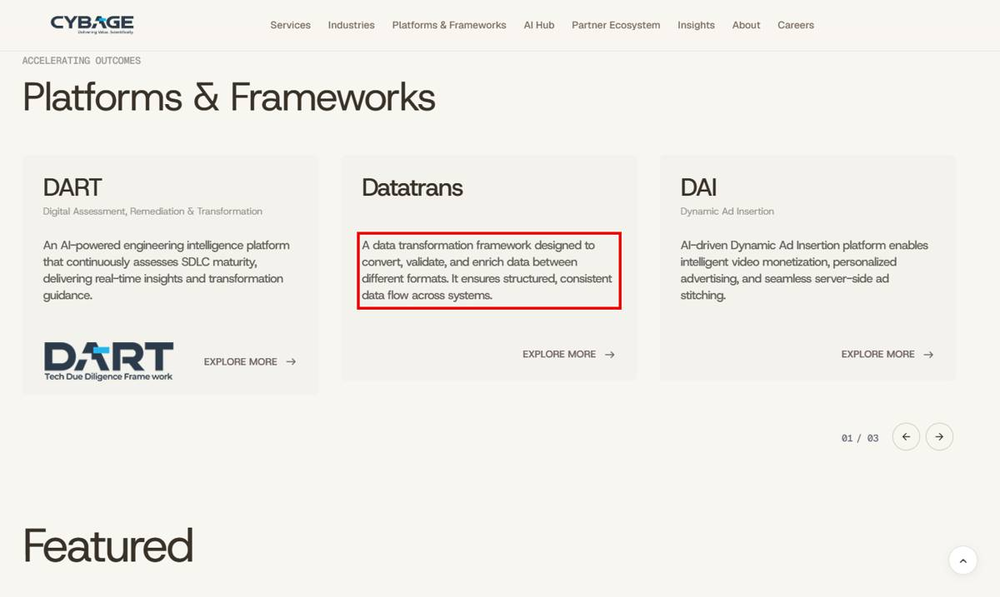 CYBAGE
Delivering Value. Scientifically.
Services
Industries
Platforms & Frameworks
AI Hub
Partner Ecosystem
Insights
About
Careers
ACCELERATING OUTCOMES
Platforms & Frameworks
DART
Digital Assessment, Remediation & Transformation
An AI-powered engineering intelligence platform
that continuously assesses SDLC maturity,
delivering real-time insights and transformation
guidance.
DART
Tech Due Diligence Frame work
EXPLORE MORE →
Datatrans
A data transformation framework designed to
convert, validate, and enrich data between
different formats. It ensures structured, consistent
data flow across systems.
EXPLORE MORE →
DAI
Dynamic Ad Insertion
AI-driven Dynamic Ad Insertion platform enables
intelligent video monetization, personalized
advertising, and seamless server-side ad
stitching.
EXPLORE MORE →
01 / 03
Featured